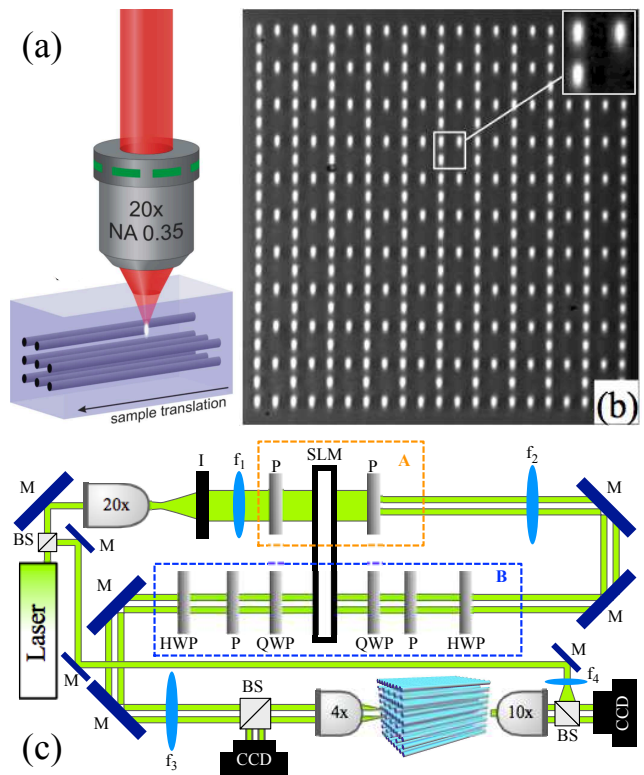 (a)
20x
NA 0.35
sample translation
(b)
SLM
f1
P
P
A
f2
M
I
M
20x
BS
M
B
M
Laser
HWP
P
QWP
QWP
P
HWP
M
M
M
f4
BS
4x
10x
CCD
M
f3
CCD
BS
(c)